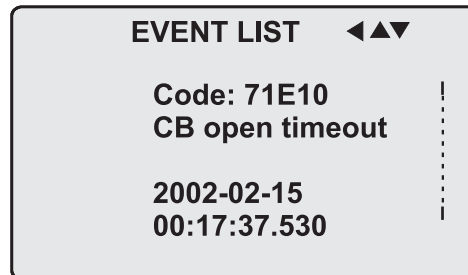 EVENT LIST ◀▲▼
Code: 71E10
CB open timeout
2002-02-15
00:17:37.530